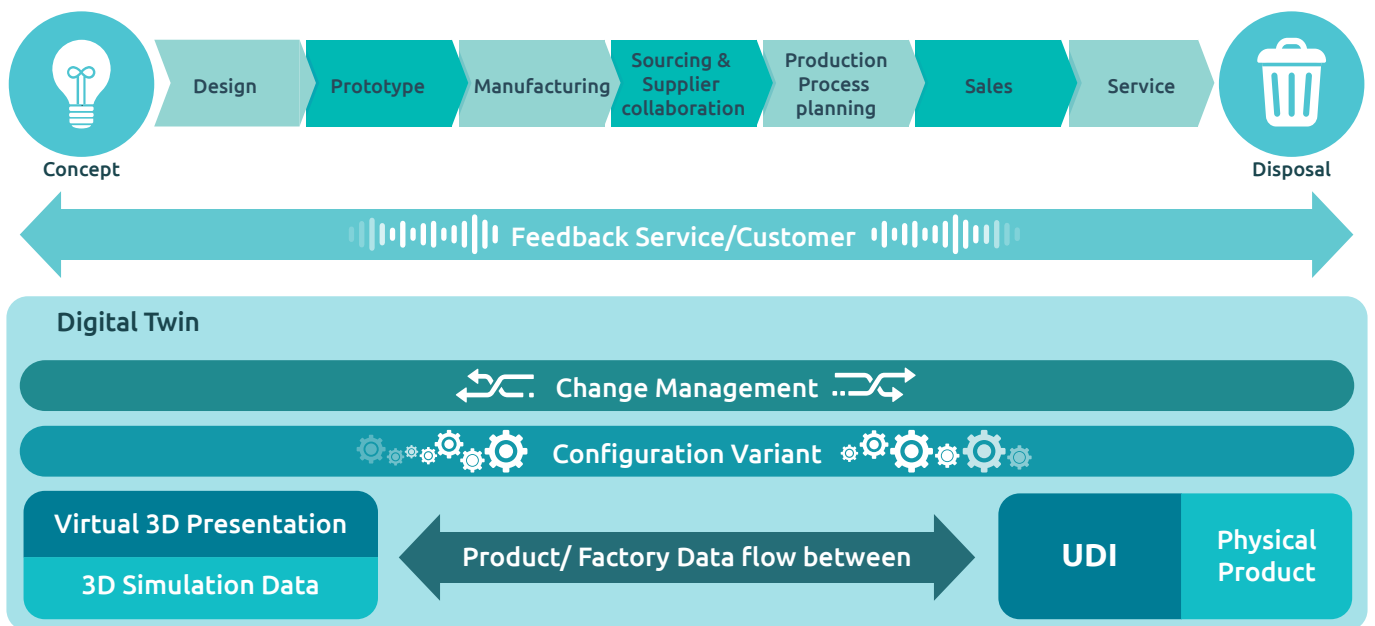 Design
Prototype
Manufacturing
Sourcing &
Supplier
collaboration
Production
Process
planning
Sales
Service
Concept
Disposal
Feedback Service/Customer
Digital Twin
Change Management
Configuration Variant
Virtual 3D Presentation
3D Simulation Data
Product/ Factory Data flow between
UDI
Physical
Product